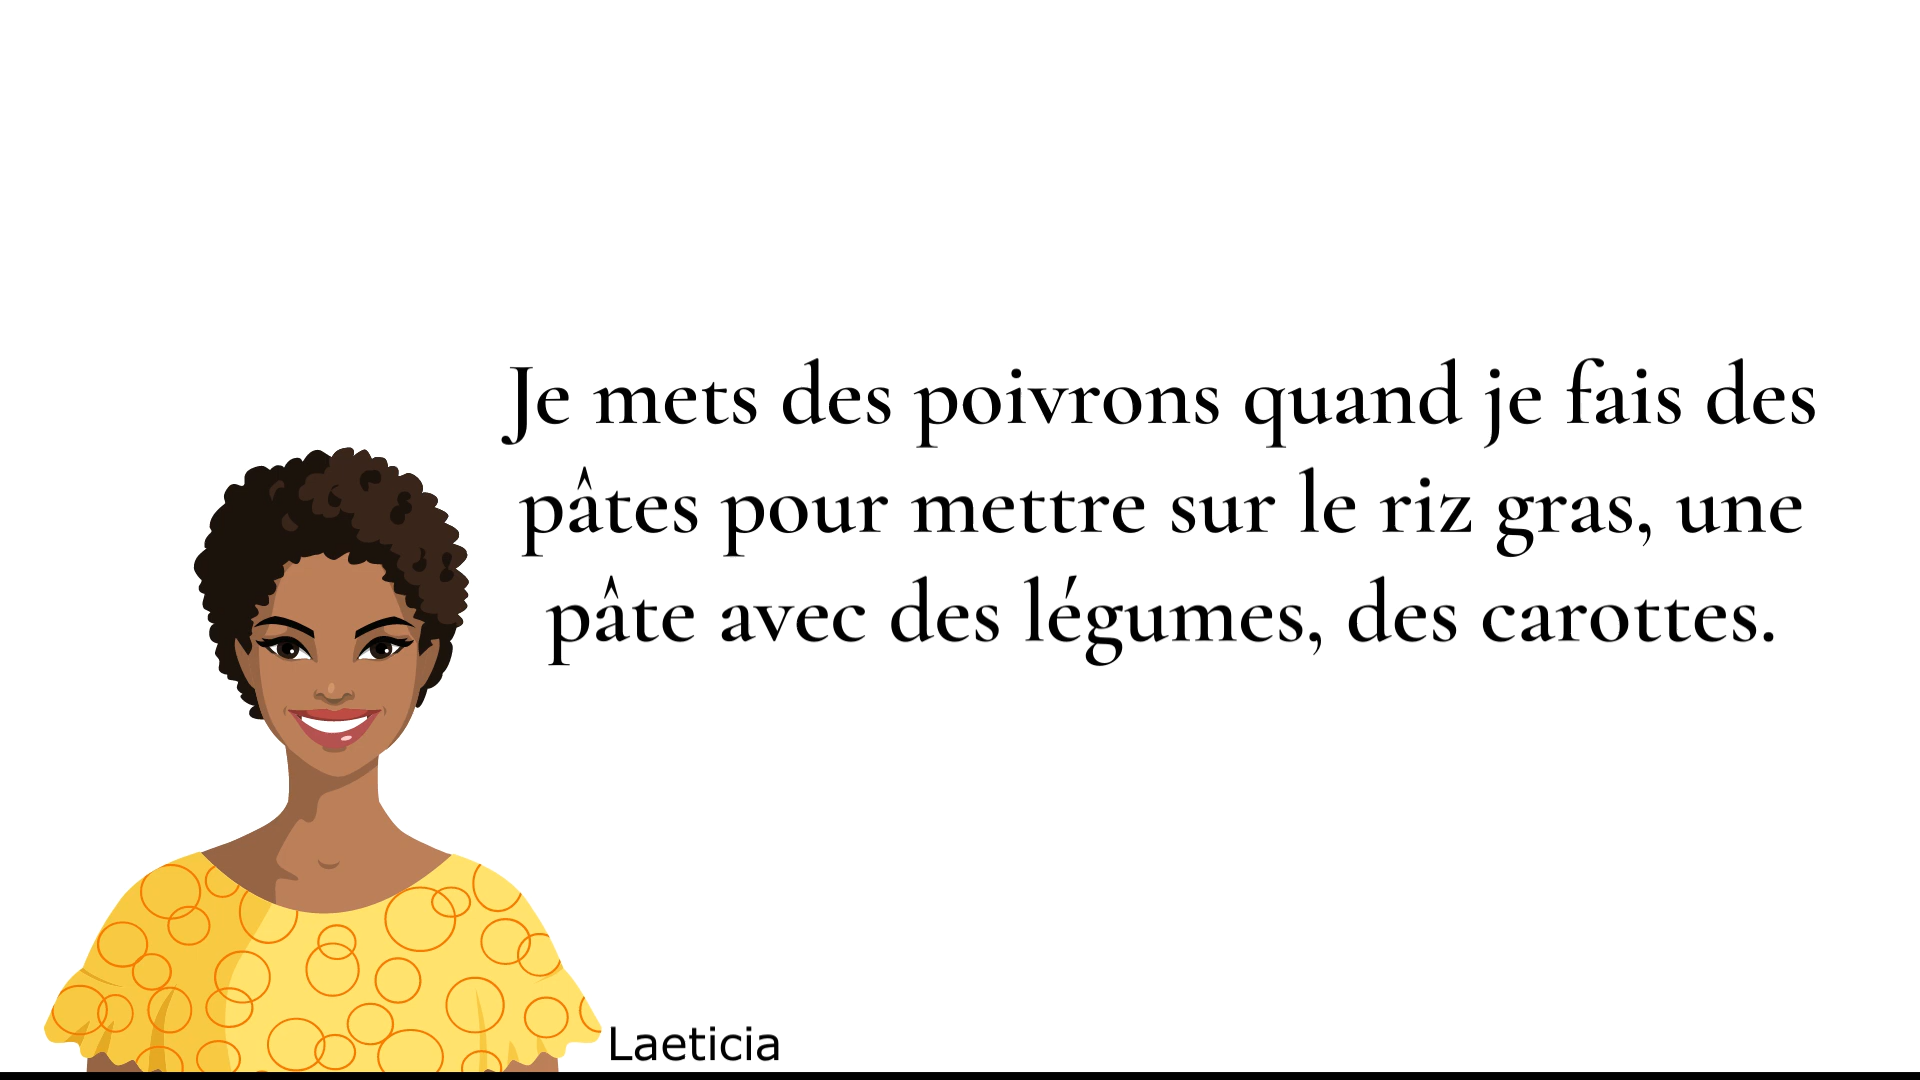 Je mets des poivrons quand je fais des
pâtes pour mettre sur le riz gras, une
pâte avec des légumes, des carottes.
Laeticia